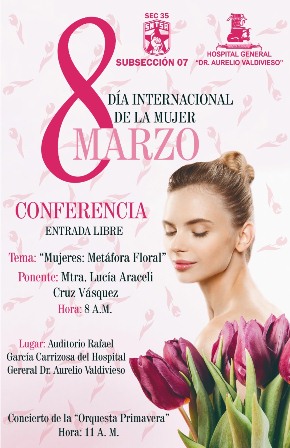 SEC 35
SNTSA
SUBSECCIÓN 07
HOSPITAL GENERAL
"DR. AURELIO VALDIVIESO"
8
DÍA INTERNACIONAL
DE LA MUJER
MARZO
CONFERENCIA
ENTRADA LIBRE
Tema: "Mujeres: Metáfora Floral"
Ponente: Mtra. Lucía Araceli
Cruz Vásquez
Hora: 8 A.M.
Lugar: Auditorio Rafael
García Carrizosa del Hospital
Gereral Dr. Aurelio Valdivieso
Concierto de la "Orquesta Primavera"
Hora: 11 A. M.